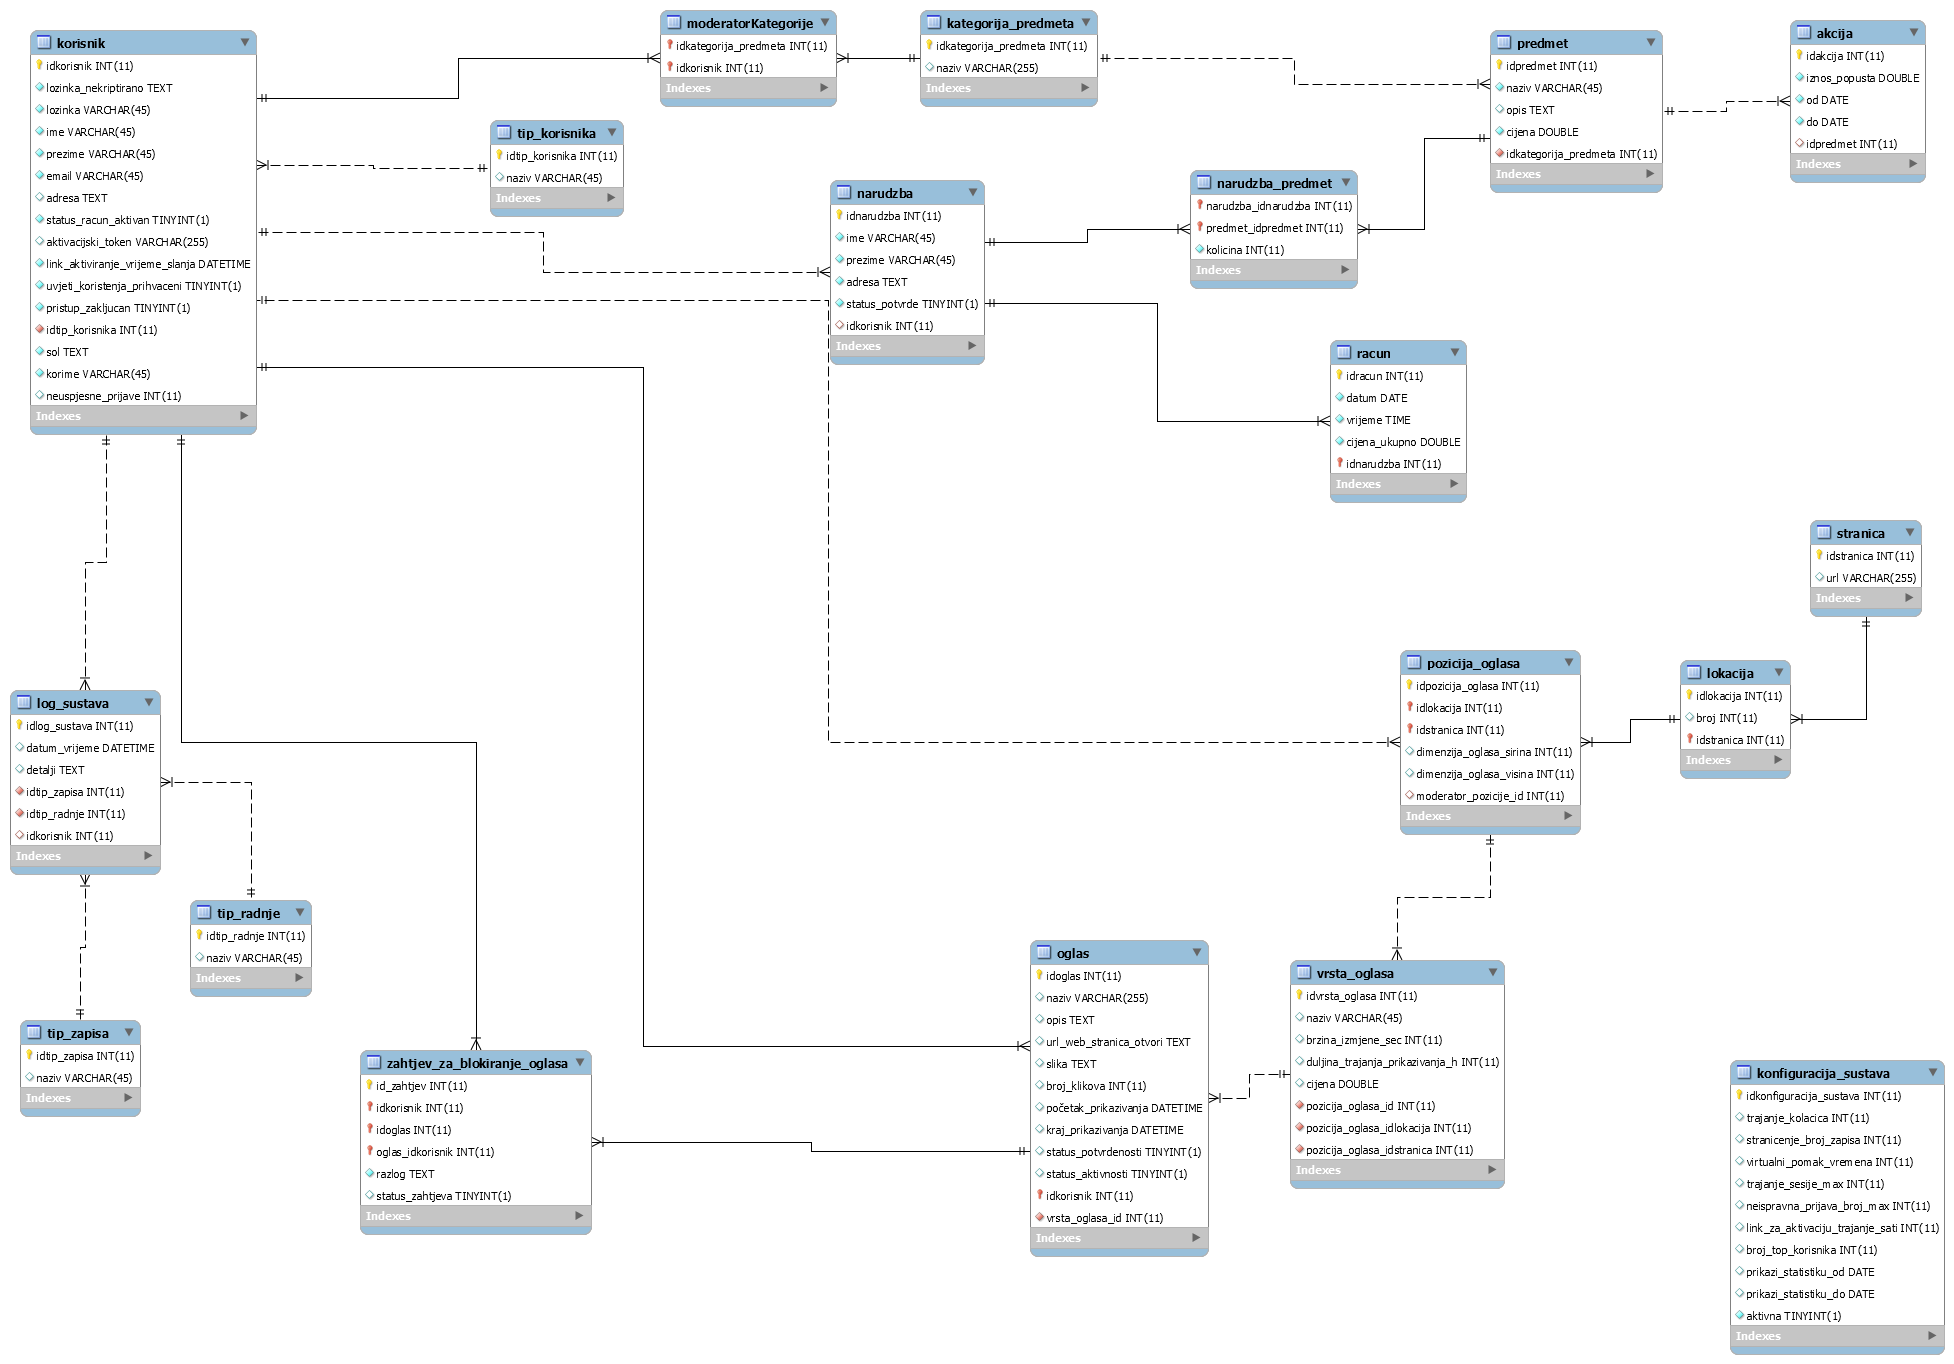 korisnik
idkorisnik INT(11)
lozinka_nekriptirano TEXT
lozinka VARCHAR(45)
ime VARCHAR(45)
prezime VARCHAR(45)
email VARCHAR(45)
adresa TEXT
status_racun_aktivan TINYINT(1)
aktivacijski_token VARCHAR(255)
link_aktiviranje_vrijeme_slanja DATETIME
uvjeti_koristenja_prihvaceni TINYINT(1)
pristup_zakljucan TINYINT(1)
idtip_korisnika INT(11)
sol TEXT
korime VARCHAR(45)
neuspjesne_prijave INT(11)
Indexes
moderatorKategorije
idkategorija_predmeta INT(11)
idkorisnik INT(11)
Indexes
kategorija_predmeta
idkategorija_predmeta INT(11)
naziv VARCHAR(255)
Indexes
predmet
idpredmet INT(11)
naziv VARCHAR(45)
opis TEXT
cijena DOUBLE
idkategorija_predmeta INT(11)
Indexes
akcija
idakcija INT(11)
iznos_popusta DOUBLE
od DATE
do DATE
idpredmet INT(11)
Indexes
tip_korisnika
idtip_korisnika INT(11)
naziv VARCHAR(45)
Indexes
narudzba
idnarudzba INT(11)
ime VARCHAR(45)
prezime VARCHAR(45)
adresa TEXT
status_potvrde TINYINT(1)
idkorisnik INT(11)
Indexes
narudzba_predmet
narudzba_idnarudzba INT(11)
predmet_idpredmet INT(11)
kolicina INT(11)
Indexes
racun
idracun INT(11)
datum DATE
vrijeme TIME
cijena_ukupno DOUBLE
idnarudzba INT(11)
Indexes
stranica
idstranica INT(11)
url VARCHAR(255)
Indexes
pozicija_oglasa
idpozicija_oglasa INT(11)
idlokacija INT(11)
idstranica INT(11)
dimenzija_oglasa_sirina INT(11)
dimenzija_oglasa_visina INT(11)
moderator_pozicije_id INT(11)
Indexes
lokacija
idlokacija INT(11)
broj INT(11)
idstranica INT(11)
Indexes
log_sustava
idlog_sustava INT(11)
datum_vrijeme DATETIME
detalji TEXT
idtip_zapisa INT(11)
idtip_radnje INT(11)
idkorisnik INT(11)
Indexes
tip_radnje
idtip_radnje INT(11)
naziv VARCHAR(45)
Indexes
tip_zapisa
idtip_zapisa INT(11)
naziv VARCHAR(45)
Indexes
zahtjev_za_blokiranje_oglasa
id_zahtjev INT(11)
idkorisnik INT(11)
idoglas INT(11)
oglas_idkorisnik INT(11)
razlog TEXT
status_zahtjeva TINYINT(1)
Indexes
oglas
idoglas INT(11)
naziv VARCHAR(255)
opis TEXT
url_web_stranica_otvori TEXT
slika TEXT
broj_klikova INT(11)
početak_prikazivanja DATETIME
kraj_prikazivanja DATETIME
status_potvrdenosti TINYINT(1)
status_aktivnosti TINYINT(1)
idkorisnik INT(11)
vrsta_oglasa_id INT(11)
Indexes
vrsta_oglasa
idvrsta_oglasa INT(11)
naziv VARCHAR(45)
brzina_izmjene_sec INT(11)
duljina_trajanja_prikazivanja_h INT(11)
cijena DOUBLE
pozicija_oglasa_id INT(11)
pozicija_oglasa_idlokacija INT(11)
pozicija_oglasa_idstranica INT(11)
Indexes
konfiguracija_sustava
idkonfiguracija_sustava INT(11)
trajanje_kolacica INT(11)
stranicenje_broj_zapisa INT(11)
virtualni_pomak_vremena INT(11)
trajanje_sesije_max INT(11)
neispravna_prijava_broj_max INT(11)
link_za_aktivaciju_trajanje_sati INT(11)
broj_top_korisnika INT(11)
prikazi_statistiku_od DATE
prikazi_statistiku_do DATE
aktivna TINYINT(1)
Indexes